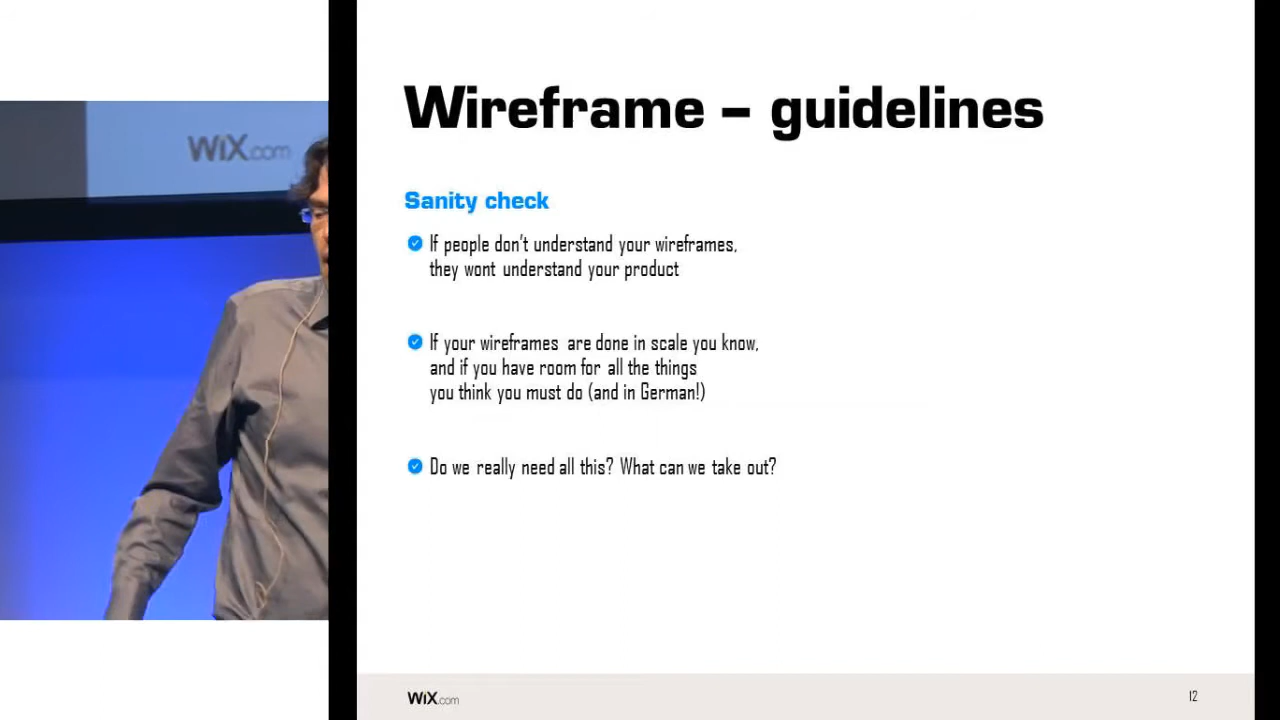 WiX.com
Wireframe – guidelines
Sanity check
If people don't understand your wireframes,
they wont understand your product
If your wireframes are done in scale you know,
and if you have room for all the things
you think you must do (and in German!)
Do we really need all this? What can we take out?
WiX.com
12